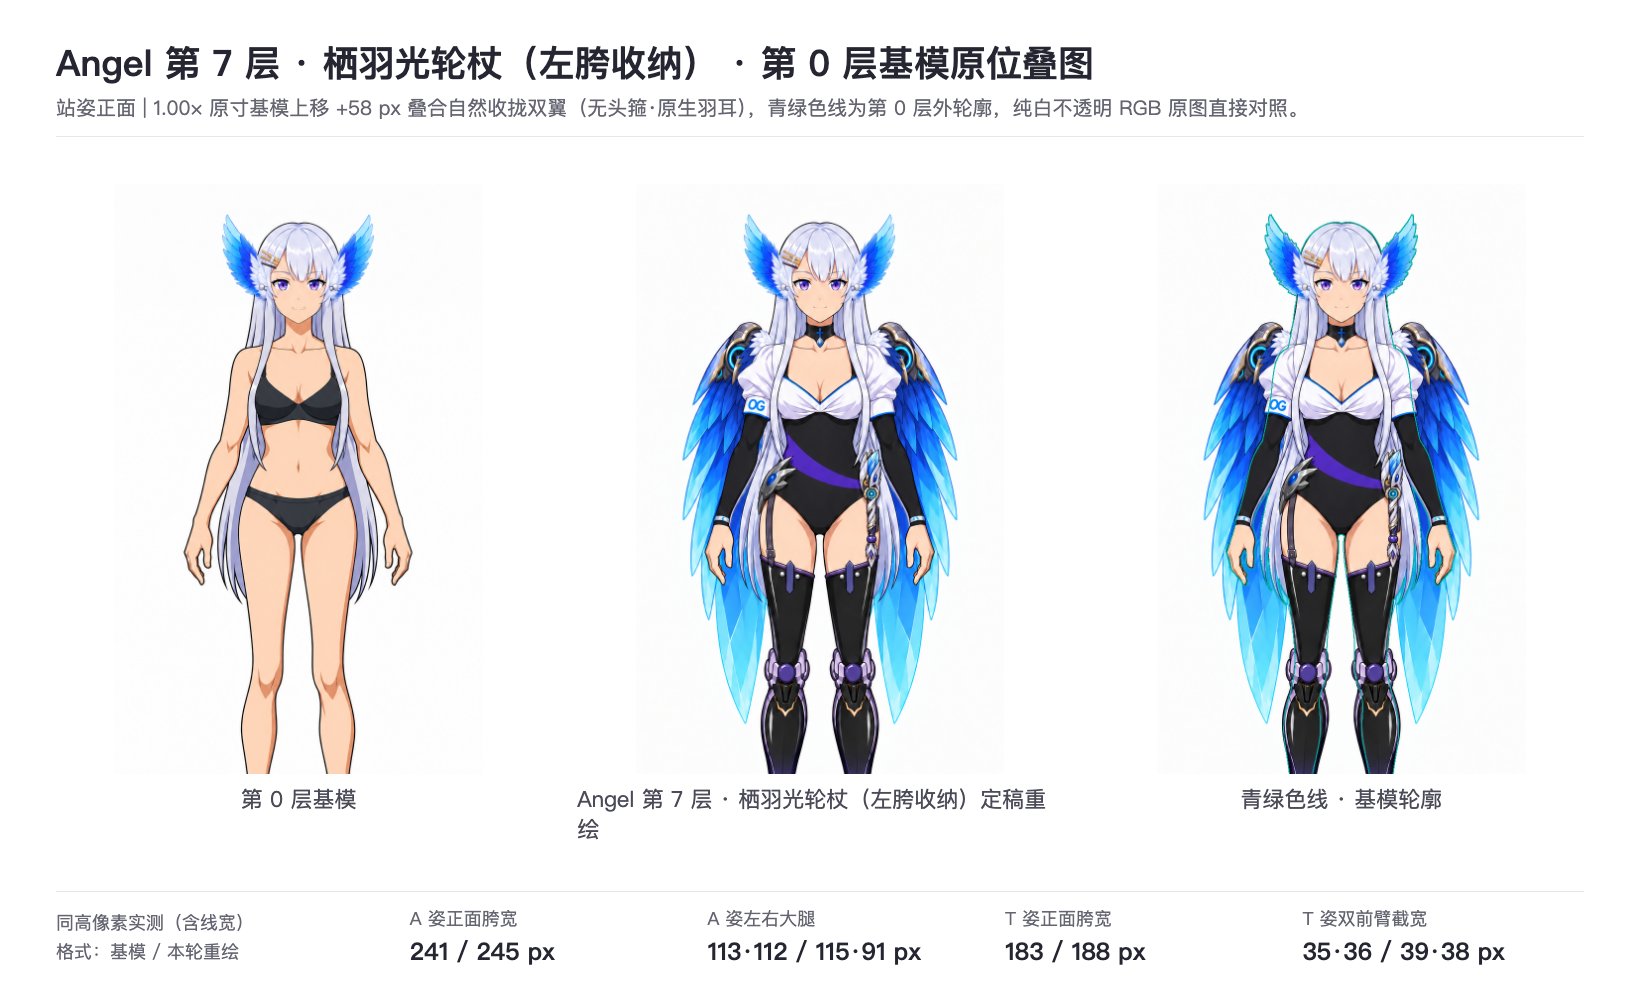 Angel 第 7 层 · 栖羽光轮杖（左胯收纳） · 第 0 层基模原位叠图
站姿正面 | 1.00× 原寸基模上移 +58 px 叠合自然收拢双翼（无头箍·原生羽耳），青绿色线为第 0 层外轮廓，纯白不透明 RGB 原图直接对照。
OG
OG
第 0 层基模
Angel 第 7 层 · 栖羽光轮杖（左胯收纳）定稿重
绘
青绿色线 · 基模轮廓
同高像素实测（含线宽）
格式：基模 / 本轮重绘
A 姿正面胯宽
241 / 245 px
A 姿左右大腿
113·112 / 115·91 px
T 姿正面胯宽
183 / 188 px
T 姿双前臂截宽
35·36 / 39·38 px